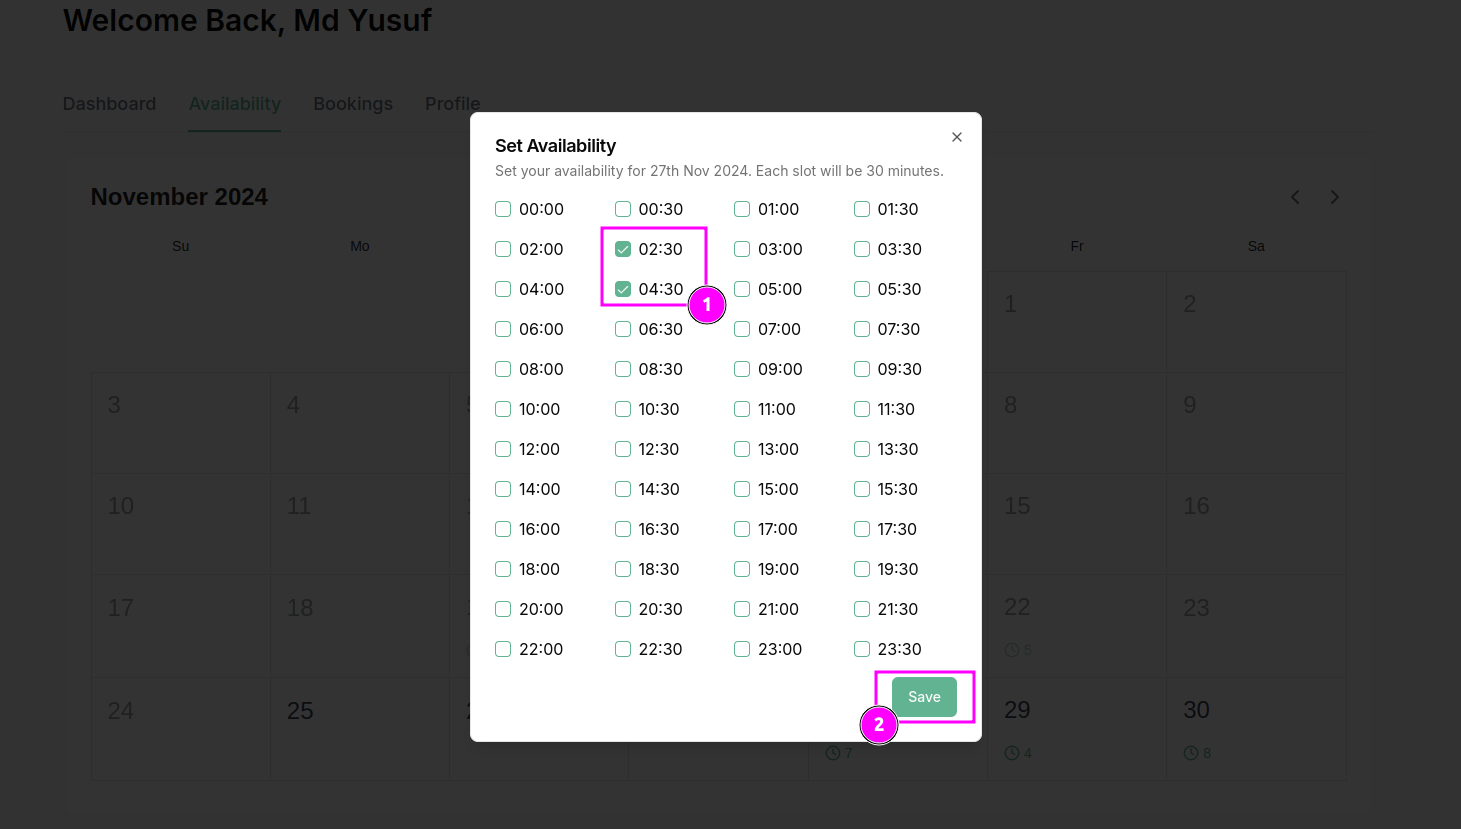 Welcome Back, Md Yusuf
Dashboard Availability Bookings Profile
Set Availability
Set your availability for 27th Nov 2024. Each slot will be 30 minutes.
November 2024
00:00 00:30 01:00 01:30
Su Mo Fr Sa
02:00 02:30 03:00 03:30
04:00 04:30 05:00 05:30
1
1 2
06:00 06:30 07:00 07:30
08:00 08:30 09:00 09:30
3 4 8 9
10:00 10:30 11:00 11:30
12:00 12:30 13:00 13:30
14:00 14:30 15:00 15:30
10 11 15 16
16:00 16:30 17:00 17:30
18:00 18:30 19:00 19:30
20:00 20:30 21:00 21:30
17 18 22 23
22:00 22:30 23:00 23:30
5
Save
24 25 29 30
2
7 4 8